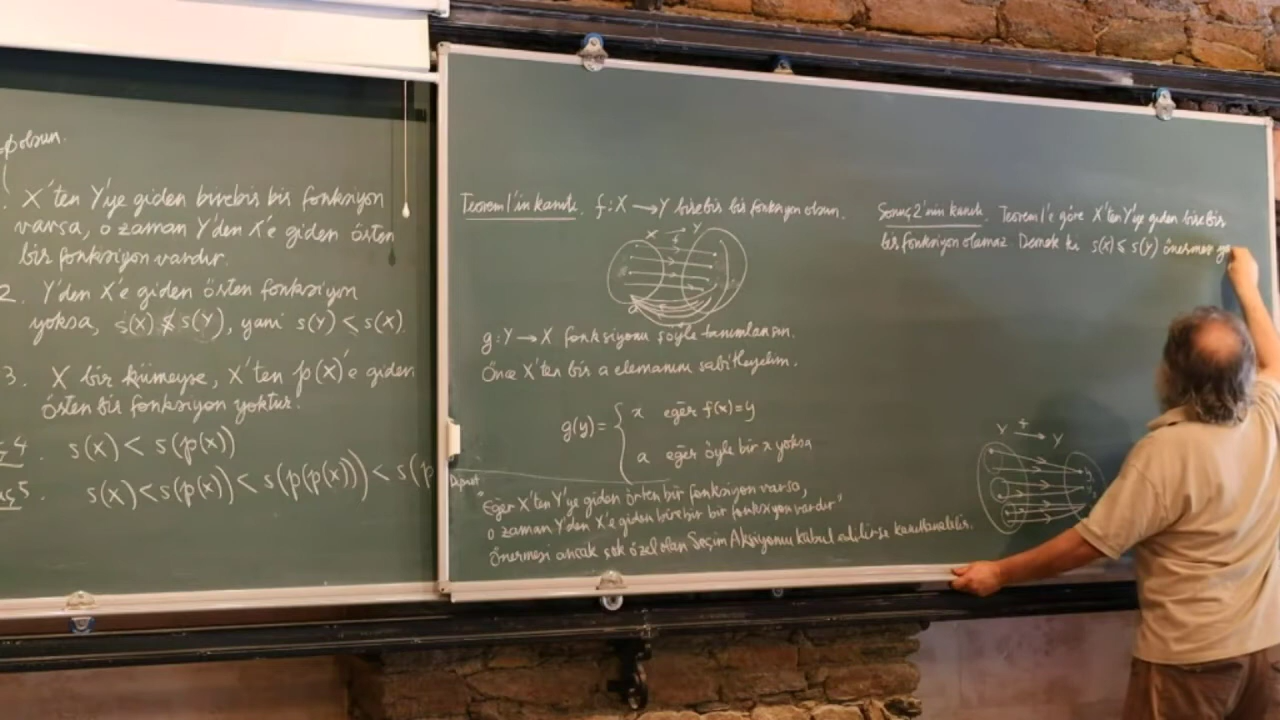 olsun.
X'ten Y'ye giden birebir bir fonksiyon
varsa, o zaman Y'den X'e giden örten
bir fonksiyon vardır.
2. Y'den X'e giden örten fonksiyon
yoksa, s(X) ≰ s(Y), yani s(Y) < s(X).
3. X bir kümeyse, X'ten p(X)'e giden
örten bir fonksiyon yoktur.
4. s(X) < s(p(X))
5. s(X) < s(p(X)) < s(p(p(X))) < s(p
Teorem 1'in kanıtı. f: X → Y birebir bir fonksiyon olsun.
X f→ Y
g: Y → X fonksiyonu şöyle tanımlansın.
Önce X'ten bir a elemanını sabitleyelim.
g(y) = { x eğer f(x)=y
a eğer öyle bir x yoksa
Dipnot
"Eğer X'ten Y'ye giden örten bir fonksiyon varsa,
o zaman Y'den X'e giden birebir bir fonksiyon vardır"
önermesi ancak çok özel olan Seçim Aksiyomu kabul edilirse kanıtlanabilir.
Sonuç 2'nin kanıtı. Teorem 1'e göre X'ten Y'ye giden birebir
bir fonksiyon olamaz. Demek ki s(X) ≤ s(Y) önermesi
Y f→ Y